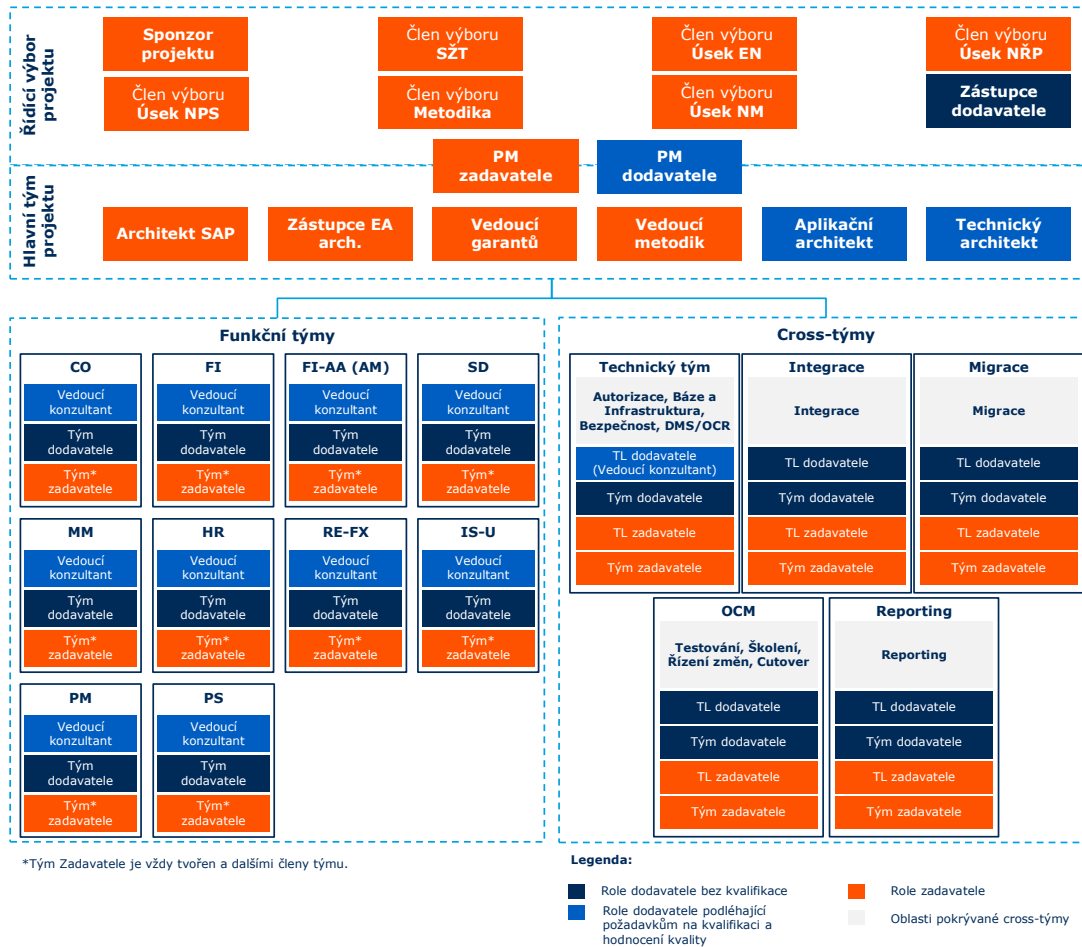 Řídící výbor
projektu
Sponzor
projektu
Člen výboru
SŽT
Člen výboru
Úsek EN
Člen výboru
Úsek NŘP
Člen výboru
Úsek NPS
Člen výboru
Metodika
Člen výboru
Úsek NM
Zástupce
dodavatele
PM
zadavatele
PM
dodavatele
Hlavní tým
projektu
Architekt SAP
Zástupce EA
arch.
Vedoucí
garantů
Vedoucí
metodik
Aplikační
architekt
Technický
architekt
Funkční týmy
CO
Vedoucí
konzultant
Tým
dodavatele
Tým*
zadavatele
FI
Vedoucí
konzultant
Tým
dodavatele
Tým*
zadavatele
FI-AA (AM)
Vedoucí
konzultant
Tým
dodavatele
Tým*
zadavatele
SD
Vedoucí
konzultant
Tým
dodavatele
Tým*
zadavatele
MM
Vedoucí
konzultant
Tým
dodavatele
Tým*
zadavatele
HR
Vedoucí
konzultant
Tým
dodavatele
Tým*
zadavatele
RE-FX
Vedoucí
konzultant
Tým
dodavatele
Tým*
zadavatele
IS-U
Vedoucí
konzultant
Tým
dodavatele
Tým*
zadavatele
PM
Vedoucí
konzultant
Tým
dodavatele
Tým*
zadavatele
PS
Vedoucí
konzultant
Tým
dodavatele
Tým*
zadavatele
Cross-týmy
Technický tým
Autorizace, Báze a
Infrastruktura,
Bezpečnost, DMS/OCR
TL dodavatele
(Vedoucí konzultant)
Tým dodavatele
TL zadavatele
Tým zadavatele
Integrace
Integrace
TL dodavatele
Tým dodavatele
TL zadavatele
Tým zadavatele
Migrace
Migrace
TL dodavatele
Tým dodavatele
TL zadavatele
Tým zadavatele
OCM
Testování, Školení,
Řízení změn, Cutover
TL dodavatele
Tým dodavatele
TL zadavatele
Tým zadavatele
Reporting
Reporting
TL dodavatele
Tým dodavatele
TL zadavatele
Tým zadavatele
*Tým Zadavatele je vždy tvořen a dalšími členy týmu.
Legenda:
Role dodavatele bez kvalifikace
Role dodavatele podléhající
požadavkům na kvalifikaci a
hodnocení kvality
Role zadavatele
Oblasti pokrývané cross-týmy